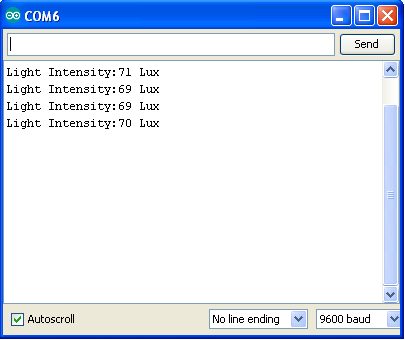 COM6
Send
Light Intensity:71 Lux
Light Intensity:69 Lux
Light Intensity:69 Lux
Light Intensity:70 Lux
Autoscroll
No line ending
9600 baud